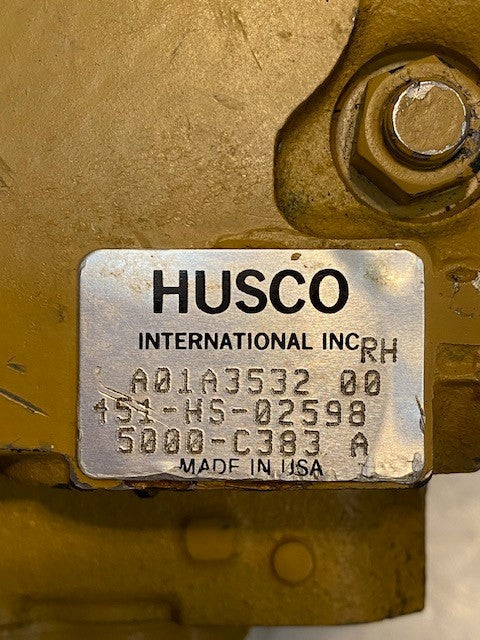 HUSCO
INTERNATIONAL INC
RH
A01A3532 00
451-HS-02598
5000-C383 A
MADE IN USA